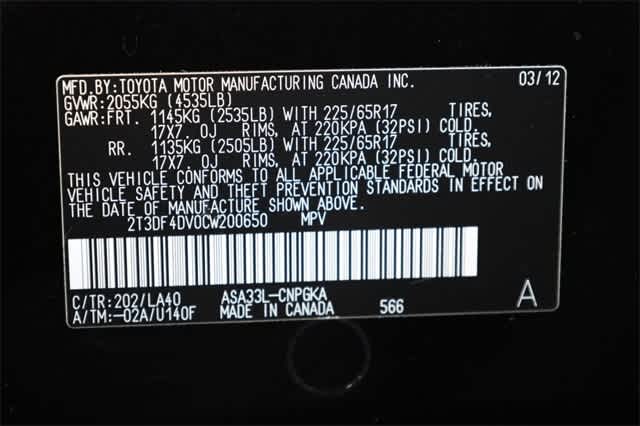 MFD.BY:TOYOTA MOTOR MANUFACTURING CANADA INC. 03/12
GVWR:2055KG (4535LB)
GAWR:FRT. 1145KG (2535LB) WITH 225/65R17 TIRES,
17X7.0J RIMS, AT 220KPA (32PSI) COLD.
RR. 1135KG (2505LB) WITH 225/65R17 TIRES,
17X7.0J RIMS, AT 220KPA (32PSI) COLD.
THIS VEHICLE CONFORMS TO ALL APPLICABLE FEDERAL MOTOR
VEHICLE SAFETY AND THEFT PREVENTION STANDARDS IN EFFECT ON
THE DATE OF MANUFACTURE SHOWN ABOVE.
2T3DF4DV0CW200650 MPV
C/TR:202/LA40 ASA33L-CNPGKA
A/TM:-02A/U140F MADE IN CANADA 566 A